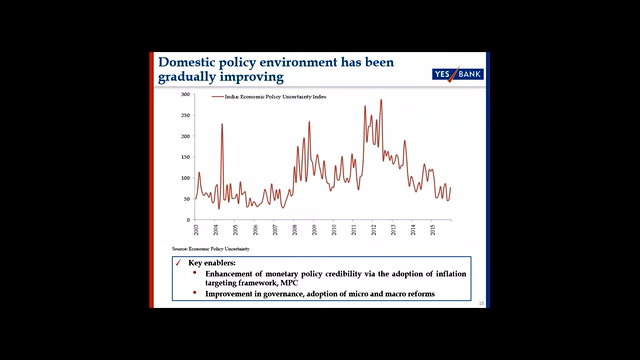 Domestic policy environment has been
gradually improving
YES BANK
India: Economic Policy Uncertainty Index
300
250
200
150
100
50
0
2003
2004
2005
2006
2007
2008
2009
2010
2011
2012
2013
2014
2015
Source: Economic Policy Uncertainty
✓ Key enablers:
• Enhancement of monetary policy credibility via the adoption of inflation
targeting framework, MPC
• Improvement in governance, adoption of micro and macro reforms